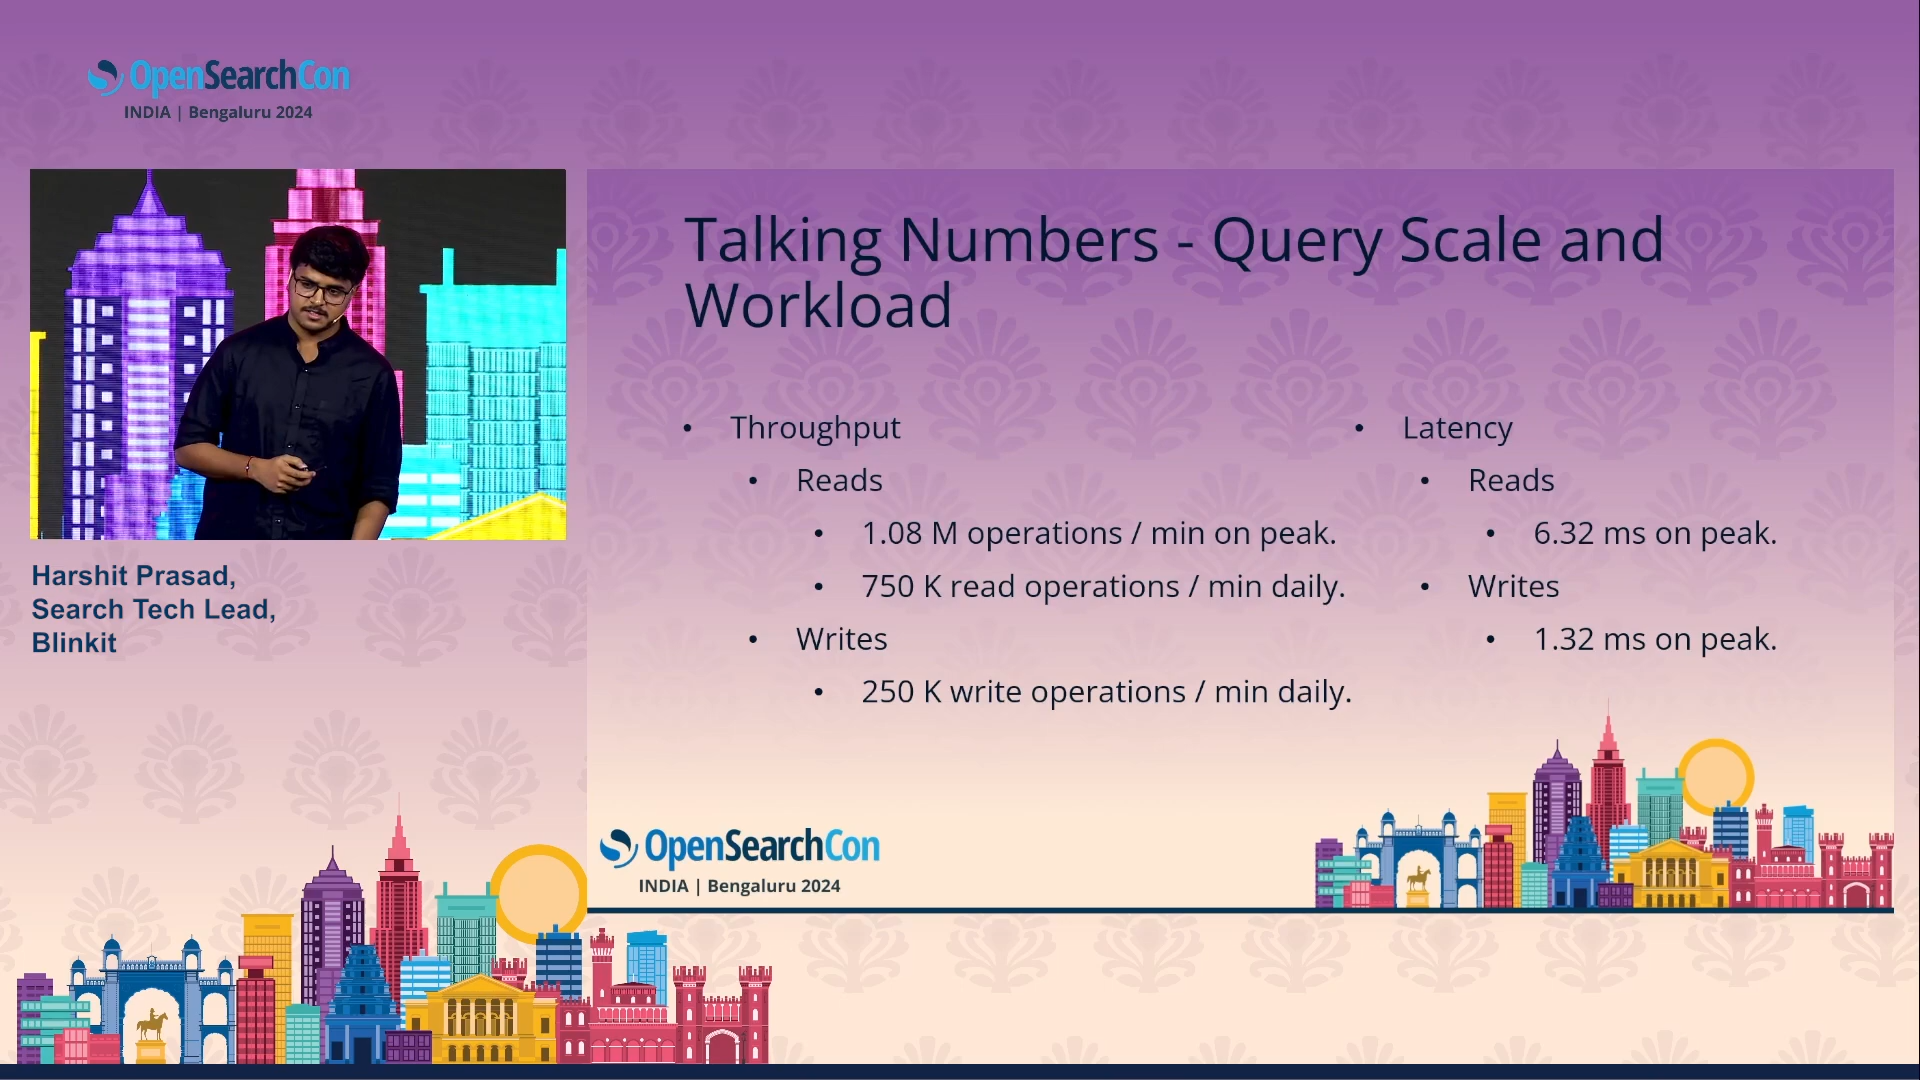 OpenSearchCon
INDIA | Bengaluru 2024
Harshit Prasad,
Search Tech Lead,
Blinkit
Talking Numbers - Query Scale and
Workload
• Throughput
• Reads
• 1.08 M operations / min on peak.
• 750 K read operations / min daily.
• Writes
• 250 K write operations / min daily.
• Latency
• Reads
• 6.32 ms on peak.
• Writes
• 1.32 ms on peak.
OpenSearchCon
INDIA | Bengaluru 2024